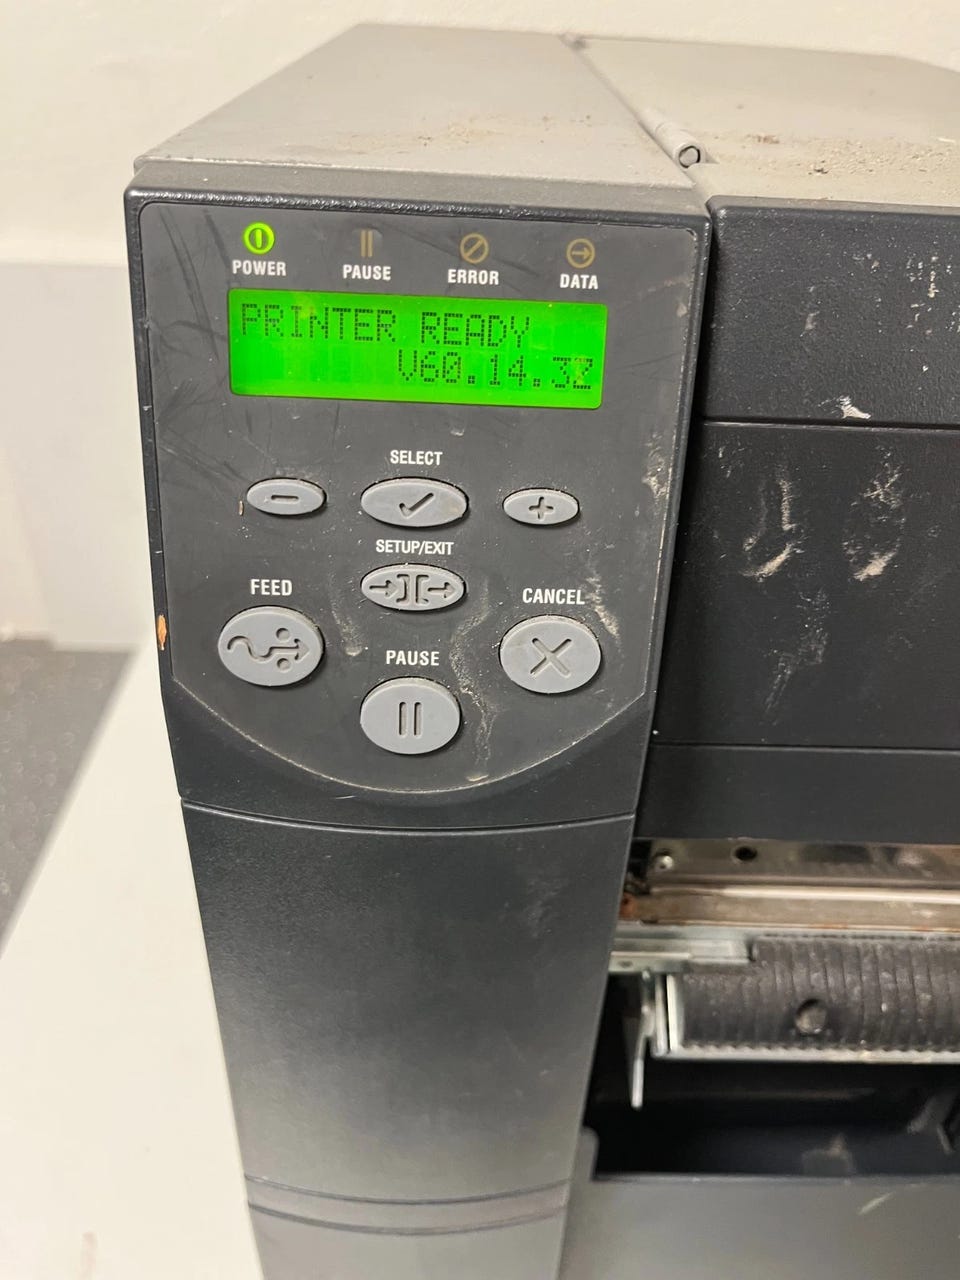 POWER PAUSE ERROR DATA
PRINTER READY
V60.14.3Z
SELECT
SETUP/EXIT
FEED
CANCEL
PAUSE